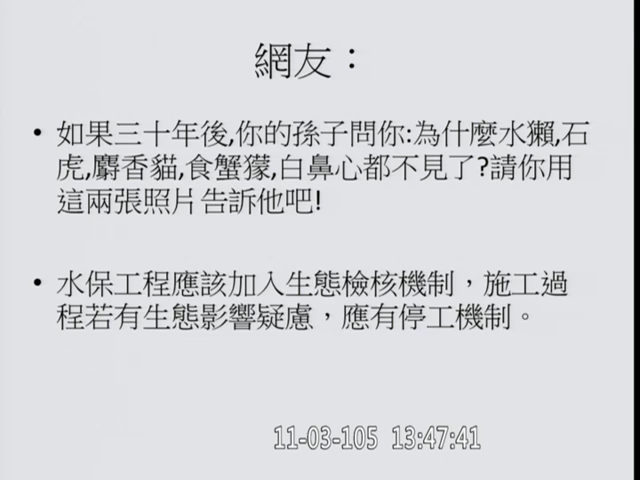 網友：
• 如果三十年後,你的孫子問你:為什麼水獺,石
虎,麝香貓,食蟹獴,白鼻心都不見了?請你用
這兩張照片告訴他吧!
• 水保工程應該加入生態檢核機制，施工過
程若有生態影響疑慮，應有停工機制。
11-03-105 13:47:41